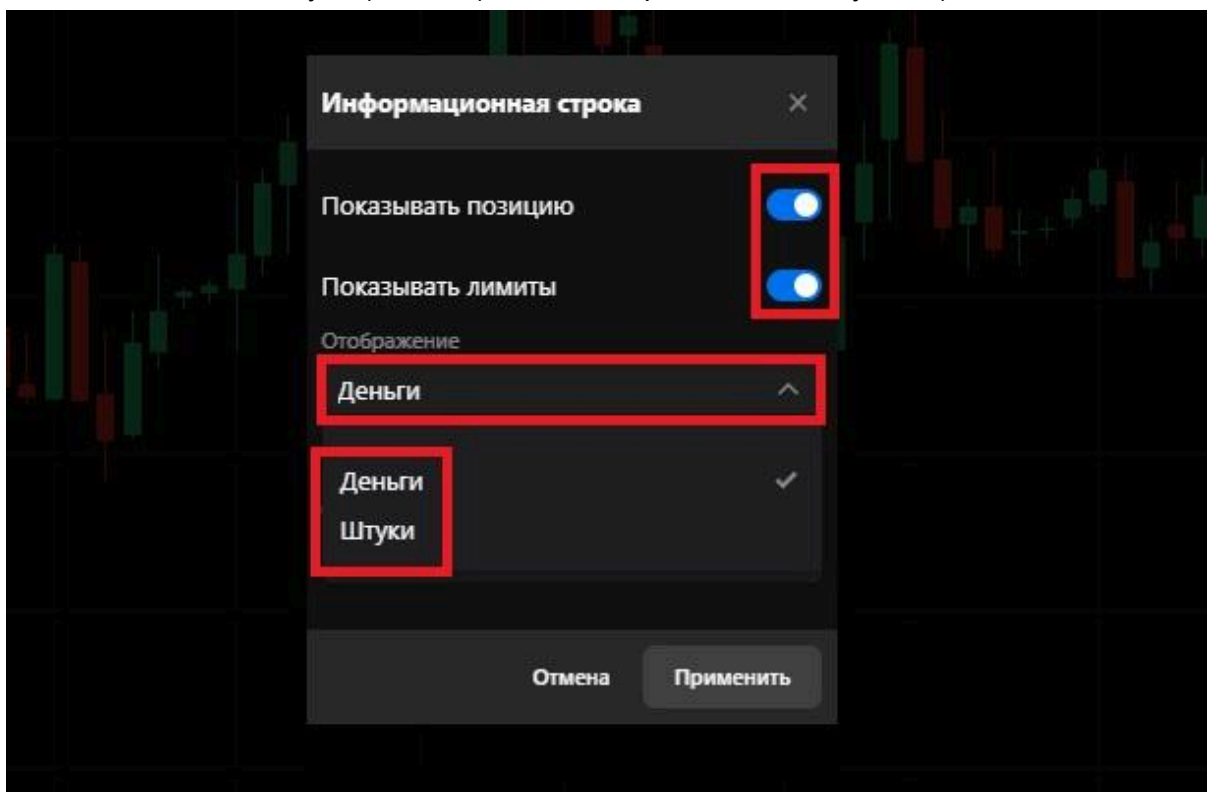 Информационная строка
Показывать позицию
Показывать лимиты
Отображение
Деньги
Деньги
Штуки
Отмена Применить